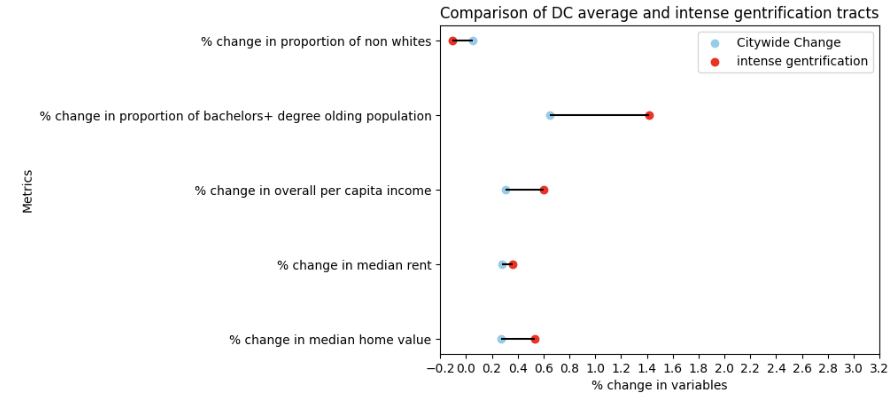 Comparison of DC average and intense gentrification tracts
% change in proportion of non whites
Citywide Change
intense gentrification
% change in proportion of bachelors+ degree olding population
% change in overall per capita income
% change in median rent
% change in median home value
Metrics
−0.2 0.0 0.2 0.4 0.6 0.8 1.0 1.2 1.4 1.6 1.8 2.0 2.2 2.4 2.6 2.8 3.0 3.2
% change in variables